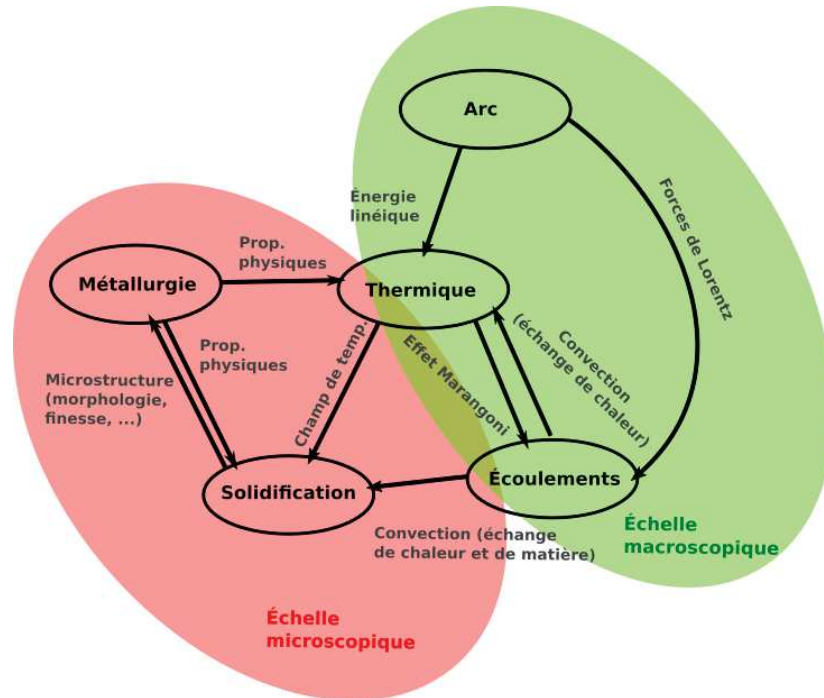 Arc
Énergie
linéique
Forces de Lorentz
Prop.
physiques
Métallurgie
Thermique
Prop.
physiques
Microstructure
(morphologie,
finesse, ...)
Champ de temp.
Effet Marangoni
Convection
(échange de chaleur)
Solidification
Écoulements
Convection (échange
de chaleur et de matière)
Échelle
macroscopique
Échelle
microscopique